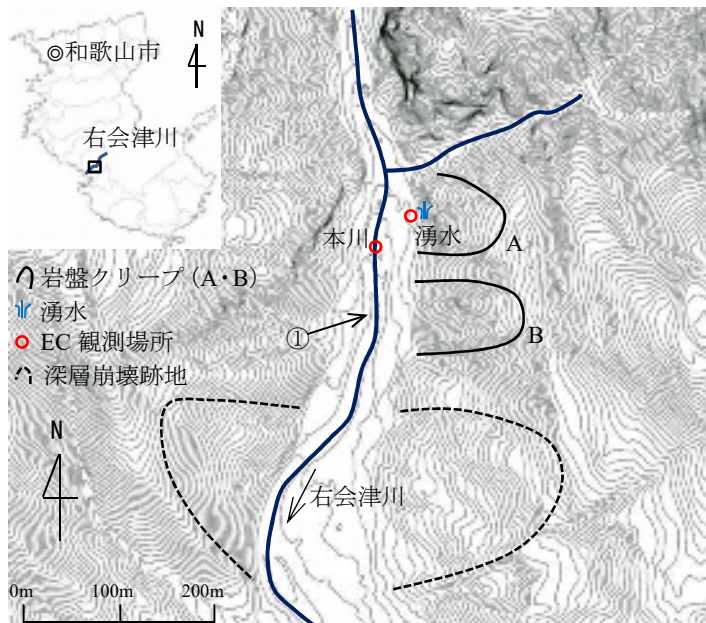 N
◎和歌山市
右会津川
本川
湧水
A
岩盤クリープ（A・B）
湧水
B
EC 観測場所
①
深層崩壊跡地
N
右会津川
0m
100m
200m